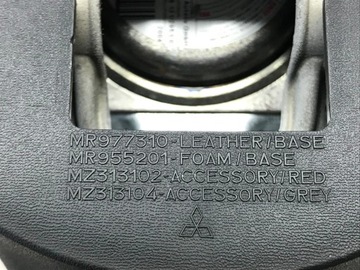 MR977310-LEATHER/BASE
MR955201-FOAM/BASE
MZ313102-ACCESSORY/RED
MZ313104-ACCESSORY/GREY